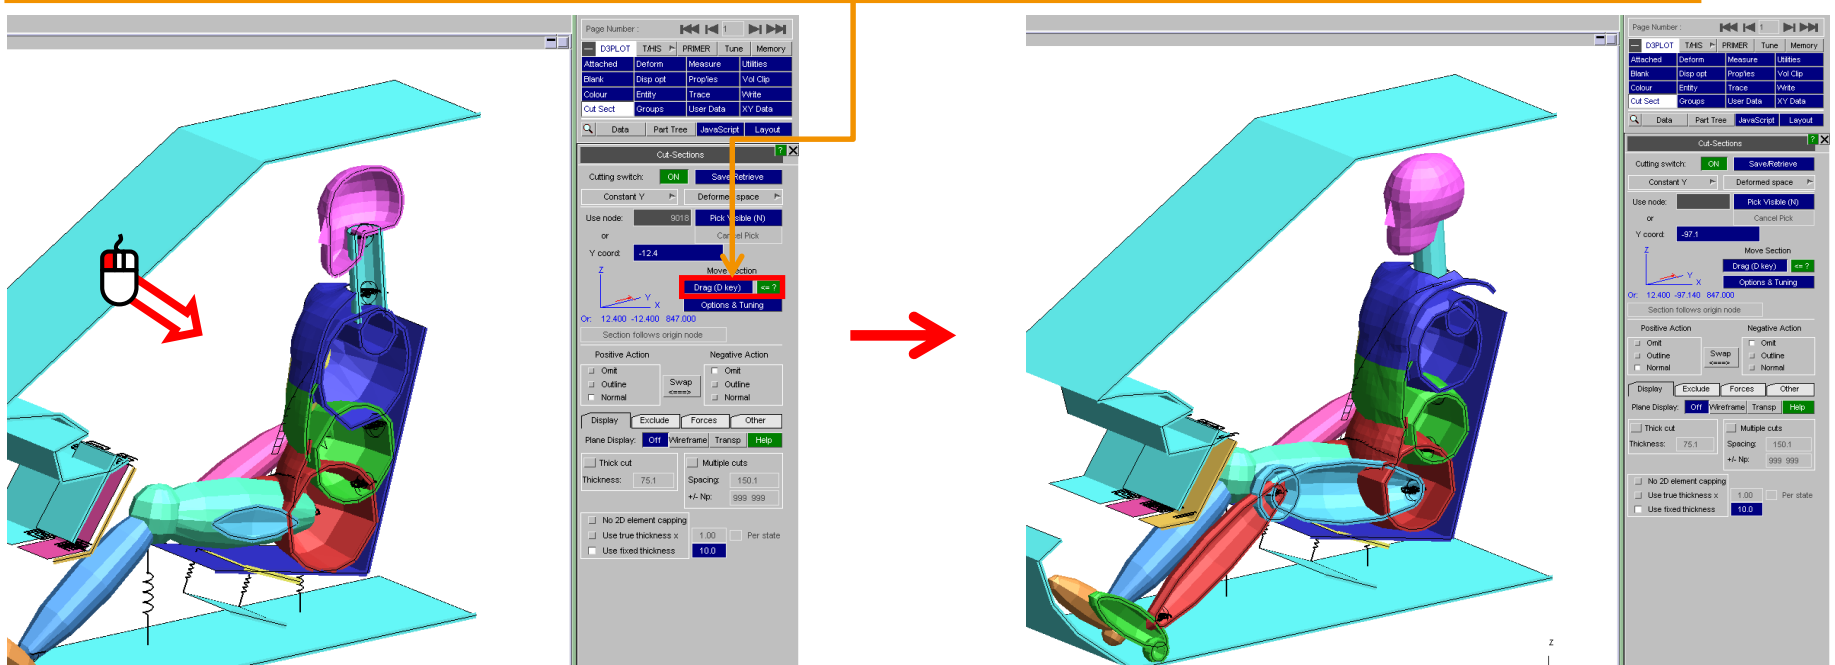 Page Number : 1
D3PLOT T/HIS PRIMER Tune Memory
Attached Deform Measure Utilities
Blank Disp opt Prop'ies Vol Clip
Colour Entity Trace Write
Cut Sect Groups User Data XY Data
Data Part Tree JavaScript Layout
Cut-Sections ? X
Cutting switch: ON Save/Retrieve
Constant Y Deformed space
Use node: 9018 Pick Visible (N)
or Cancel Pick
Y coord: -12.4
Z Y X
Move Section
Drag (D key) <= ?
Options & Tuning
Or: 12.400 -12.400 847.000
Section follows origin node
Positive Action Negative Action
Omit Omit
Outline Swap Outline
Normal <===> Normal
Display Exclude Forces Other
Plane Display: Off Wireframe Transp Help
Thick cut Multiple cuts
Thickness: 75.1 Spacing: 150.1
+/- Np: 999 999
No 2D element capping
Use true thickness x 1.00 Per state
Use fixed thickness 10.0
Page Number : 1
D3PLOT T/HIS PRIMER Tune Memory
Attached Deform Measure Utilities
Blank Disp opt Prop'ies Vol Clip
Colour Entity Trace Write
Cut Sect Groups User Data XY Data
Data Part Tree JavaScript Layout
Cut-Sections ? X
Cutting switch: ON Save/Retrieve
Constant Y Deformed space
Use node: Pick Visible (N)
or Cancel Pick
Y coord: -97.1
Z Y X
Move Section
Drag (D key) <= ?
Options & Tuning
Or: 12.400 -97.140 847.000
Section follows origin node
Positive Action Negative Action
Omit Omit
Outline Swap Outline
Normal <===> Normal
Display Exclude Forces Other
Plane Display: Off Wireframe Transp Help
Thick cut Multiple cuts
Thickness: 75.1 Spacing: 150.1
+/- Np: 999 999
No 2D element capping
Use true thickness x 1.00 Per state
Use fixed thickness 10.0
Z